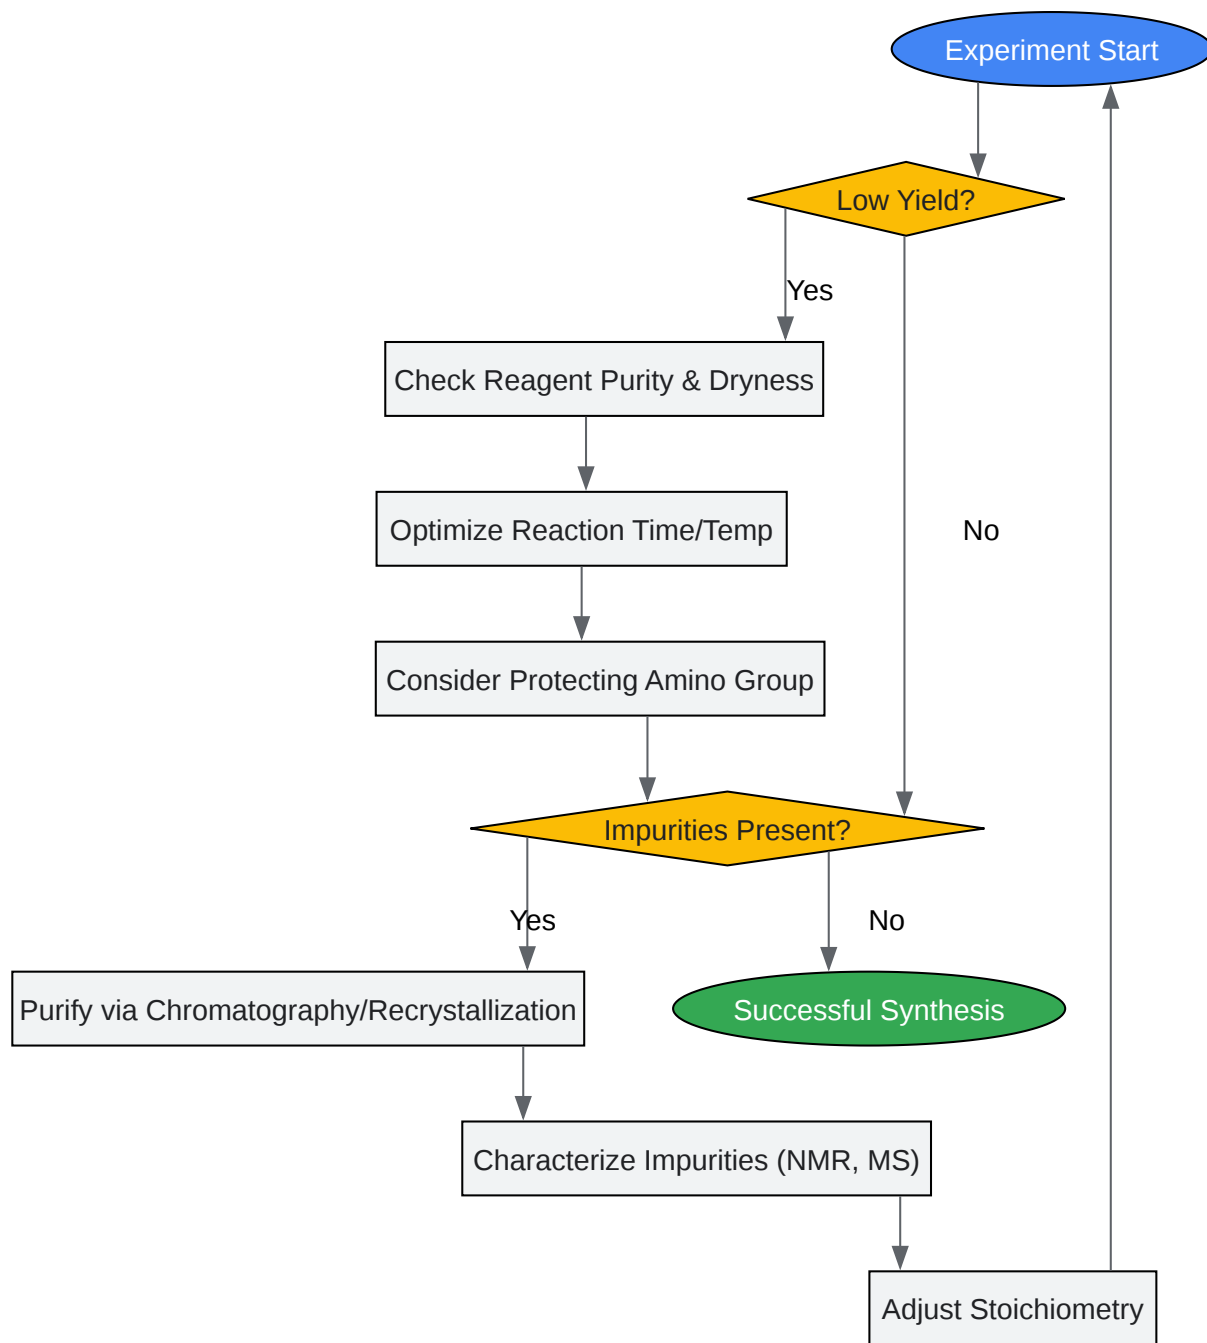 Experiment Start
Low Yield?
Yes
Check Reagent Purity & Dryness
Optimize Reaction Time/Temp
No
Consider Protecting Amino Group
Impurities Present?
Yes
No
Purify via Chromatography/Recrystallization
Successful Synthesis
Characterize Impurities (NMR, MS)
Adjust Stoichiometry